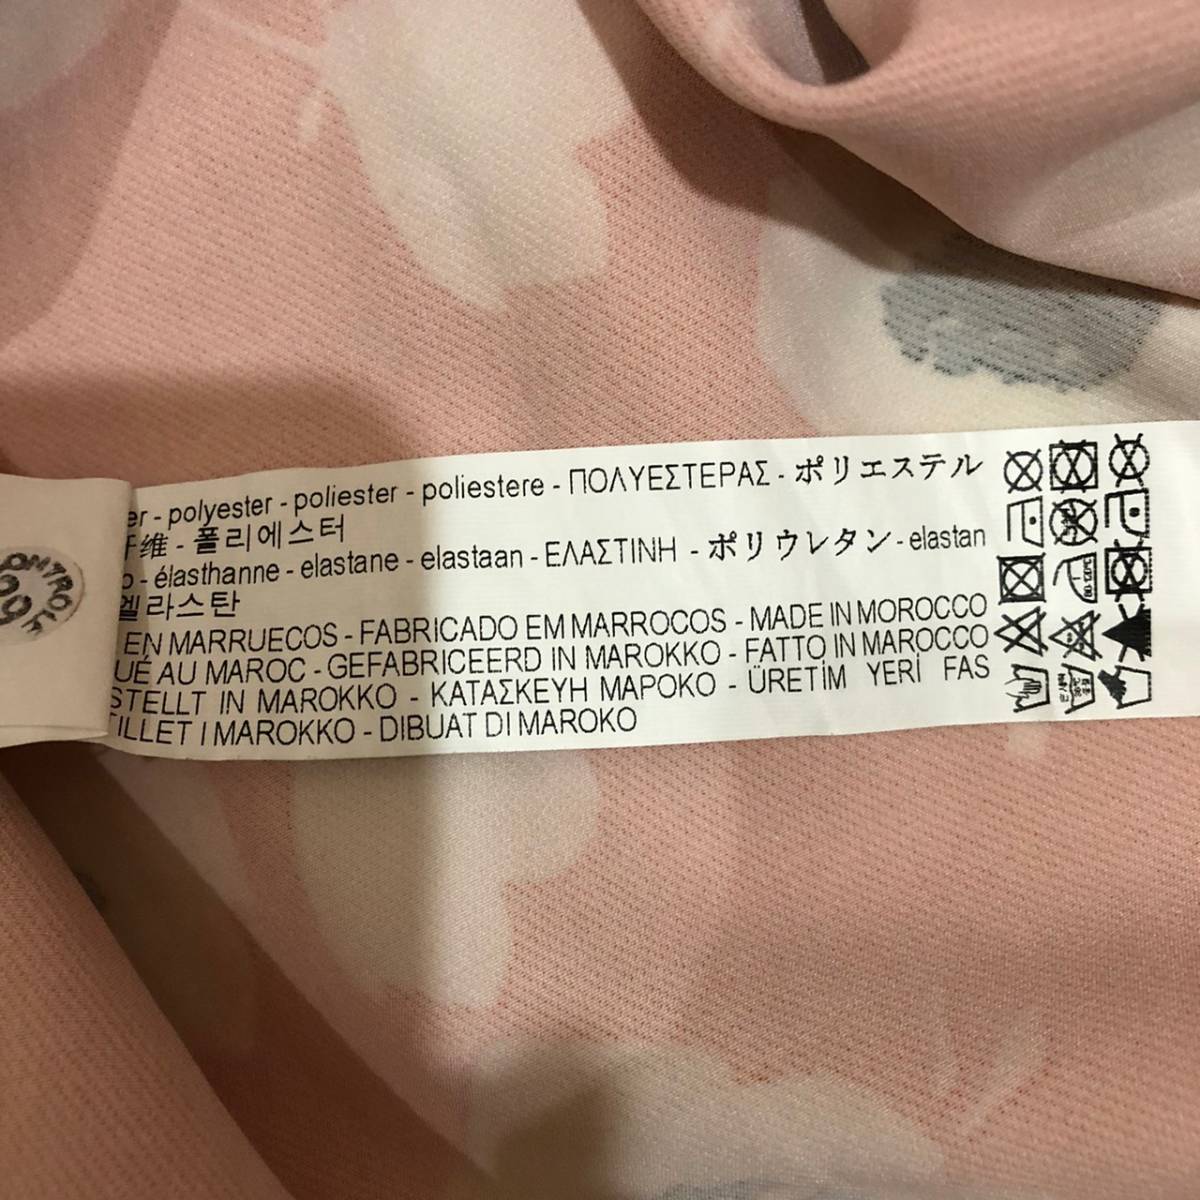 er - polyester - poliester - poliestere - ΠΟΛΥΕΣΤΕΡΑΣ - ポリエステル
维 - 폴리에스터
o - élasthanne - elastane - elastaan - ΕΛΑΣΤΙΝΗ - ポリウレタン - elastan
엘라스탄
EN MARRUECOS - FABRICADO EM MARROCOS - MADE IN MOROCCO
UÉ AU MAROC - GEFABRICEERD IN MAROKKO - FATTO IN MAROCCO
STELLT IN MAROKKO - ΚΑΤΑΣΚΕΥΗ ΜΑΡΟΚΟ - ÜRETİM YERİ FAS
TILLET I MAROKKO - DIBUAT DI MAROKO